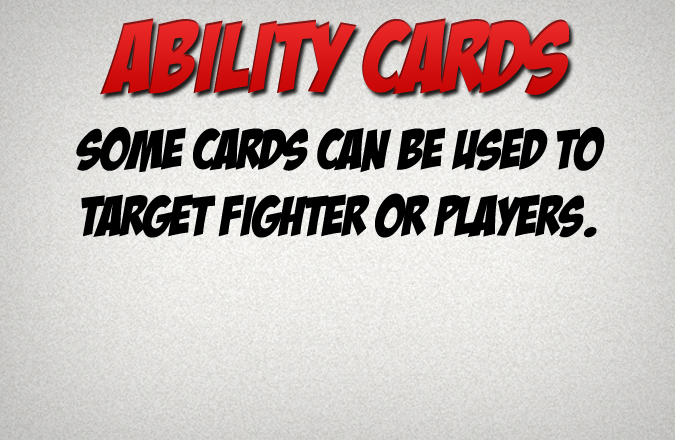 ABILITY CARDS
SOME CARDS CAN BE USED TO
TARGET FIGHTER OR PLAYERS.